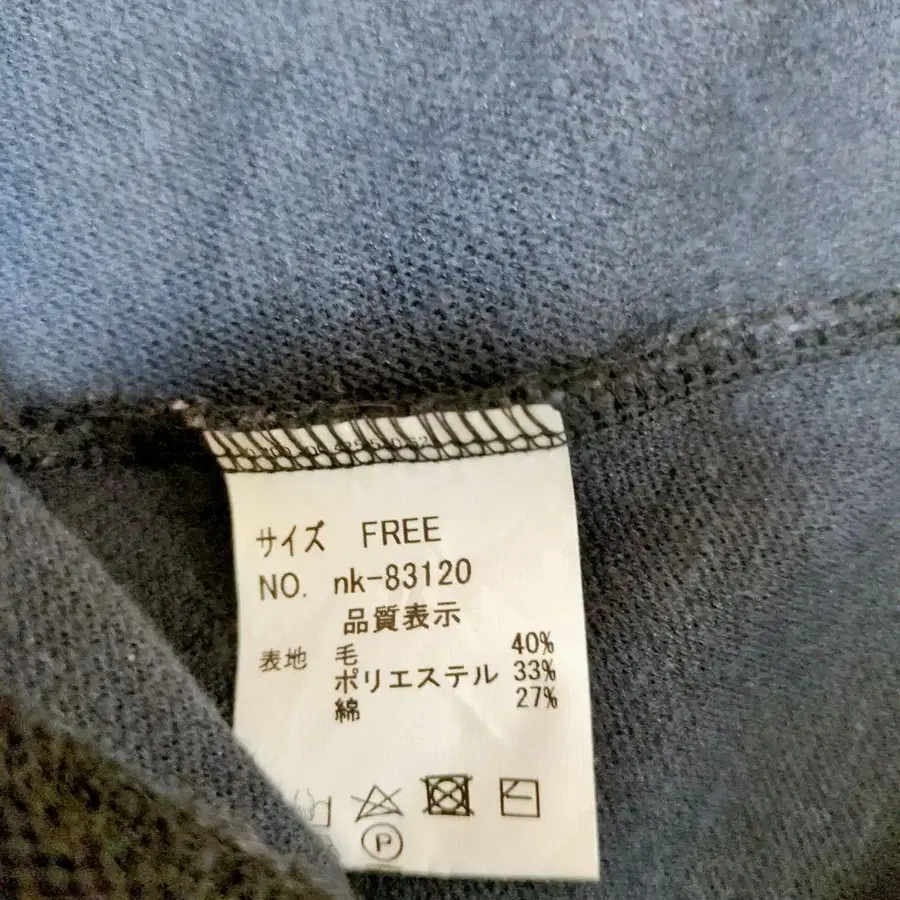 サイズ FREE
NO. nk-83120
品質表示
表地 毛 40%
ポリエステル 33%
綿 27%
P